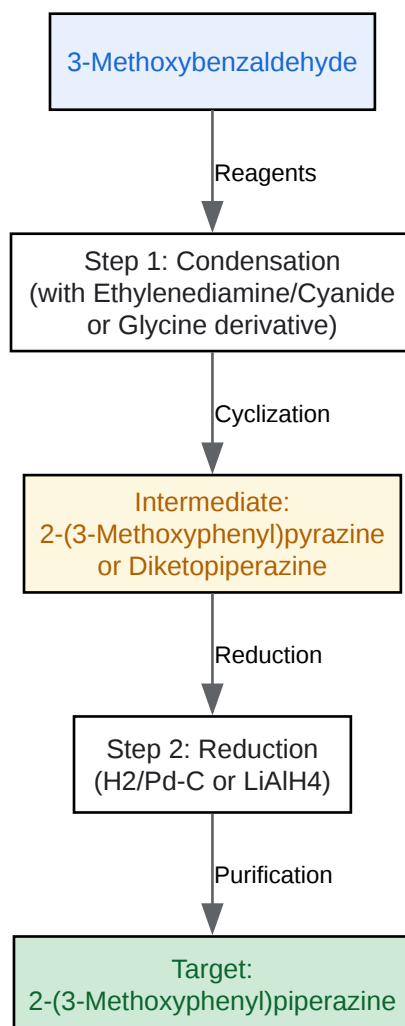 3-Methoxybenzaldehyde
Reagents
Step 1: Condensation
(with Ethylenediamine/Cyanide
or Glycine derivative)
Cyclization
Intermediate:
2-(3-Methoxyphenyl)pyrazine
or Diketopiperazine
Reduction
Step 2: Reduction
(H2/Pd-C or LiAlH4)
Purification
Target:
2-(3-Methoxyphenyl)piperazine